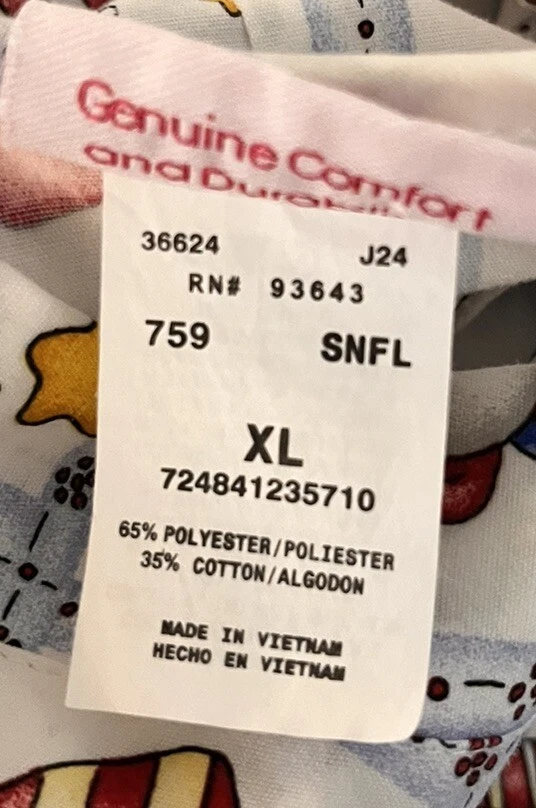 Genuine Comfort
and
36624 J24
RN# 93643
759 SNFL
XL
724841235710
65% POLYESTER/POLIESTER
35% COTTON/ALGODON
MADE IN VIETNAM
HECHO EN VIETNAM